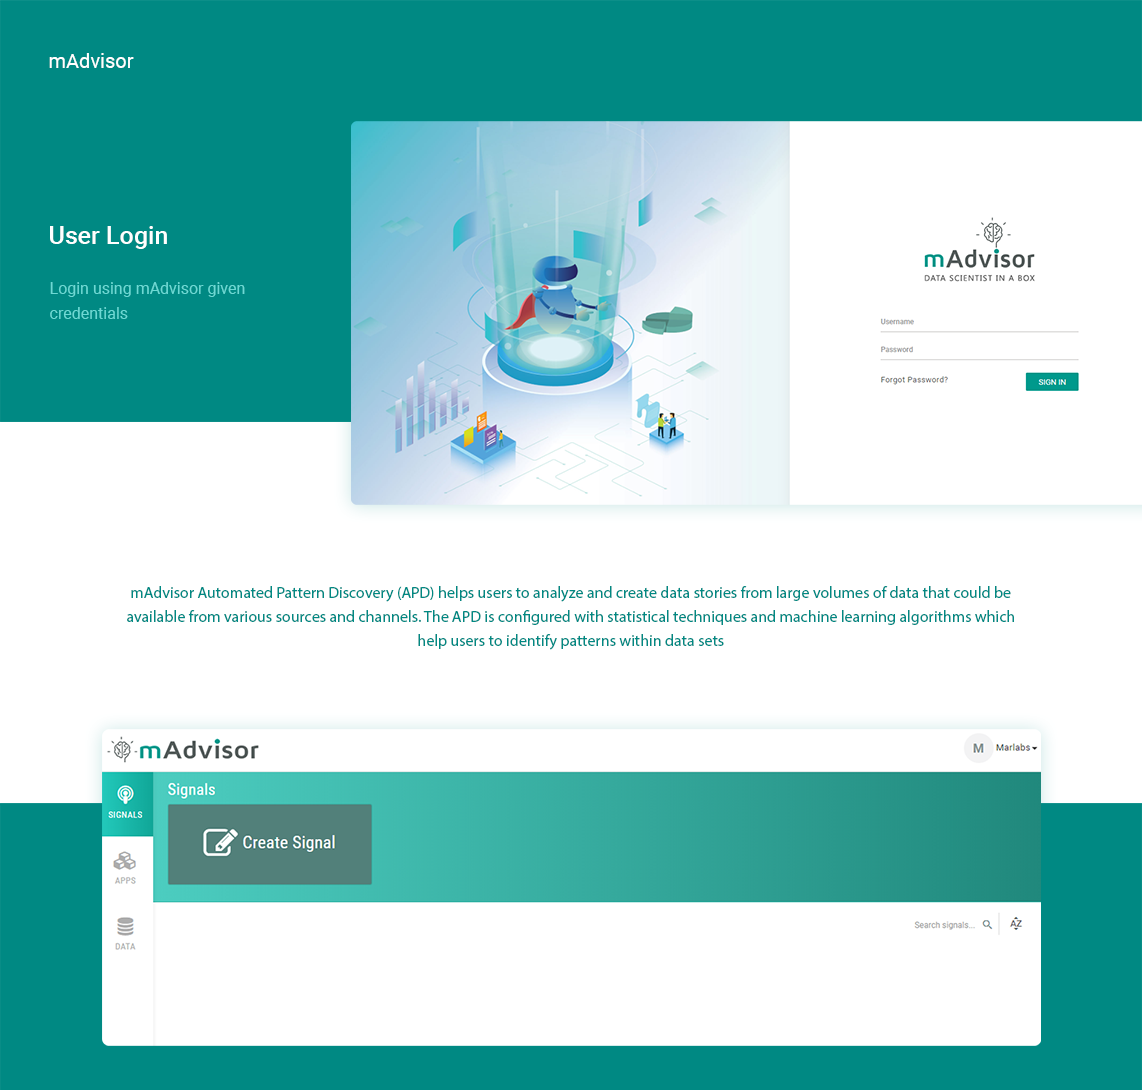 mAdvisor
User Login
Login using mAdvisor given
credentials
mAdvisor
DATA SCIENTIST IN A BOX
Username
Password
Forgot Password?
SIGN IN
mAdvisor Automated Pattern Discovery (APD) helps users to analyze and create data stories from large volumes of data that could be
available from various sources and channels. The APD is configured with statistical techniques and machine learning algorithms which
help users to identify patterns within data sets
mAdvisor
M
Marlabs
SIGNALS
Signals
Create Signal
APPS
DATA
Search signals...
AZ